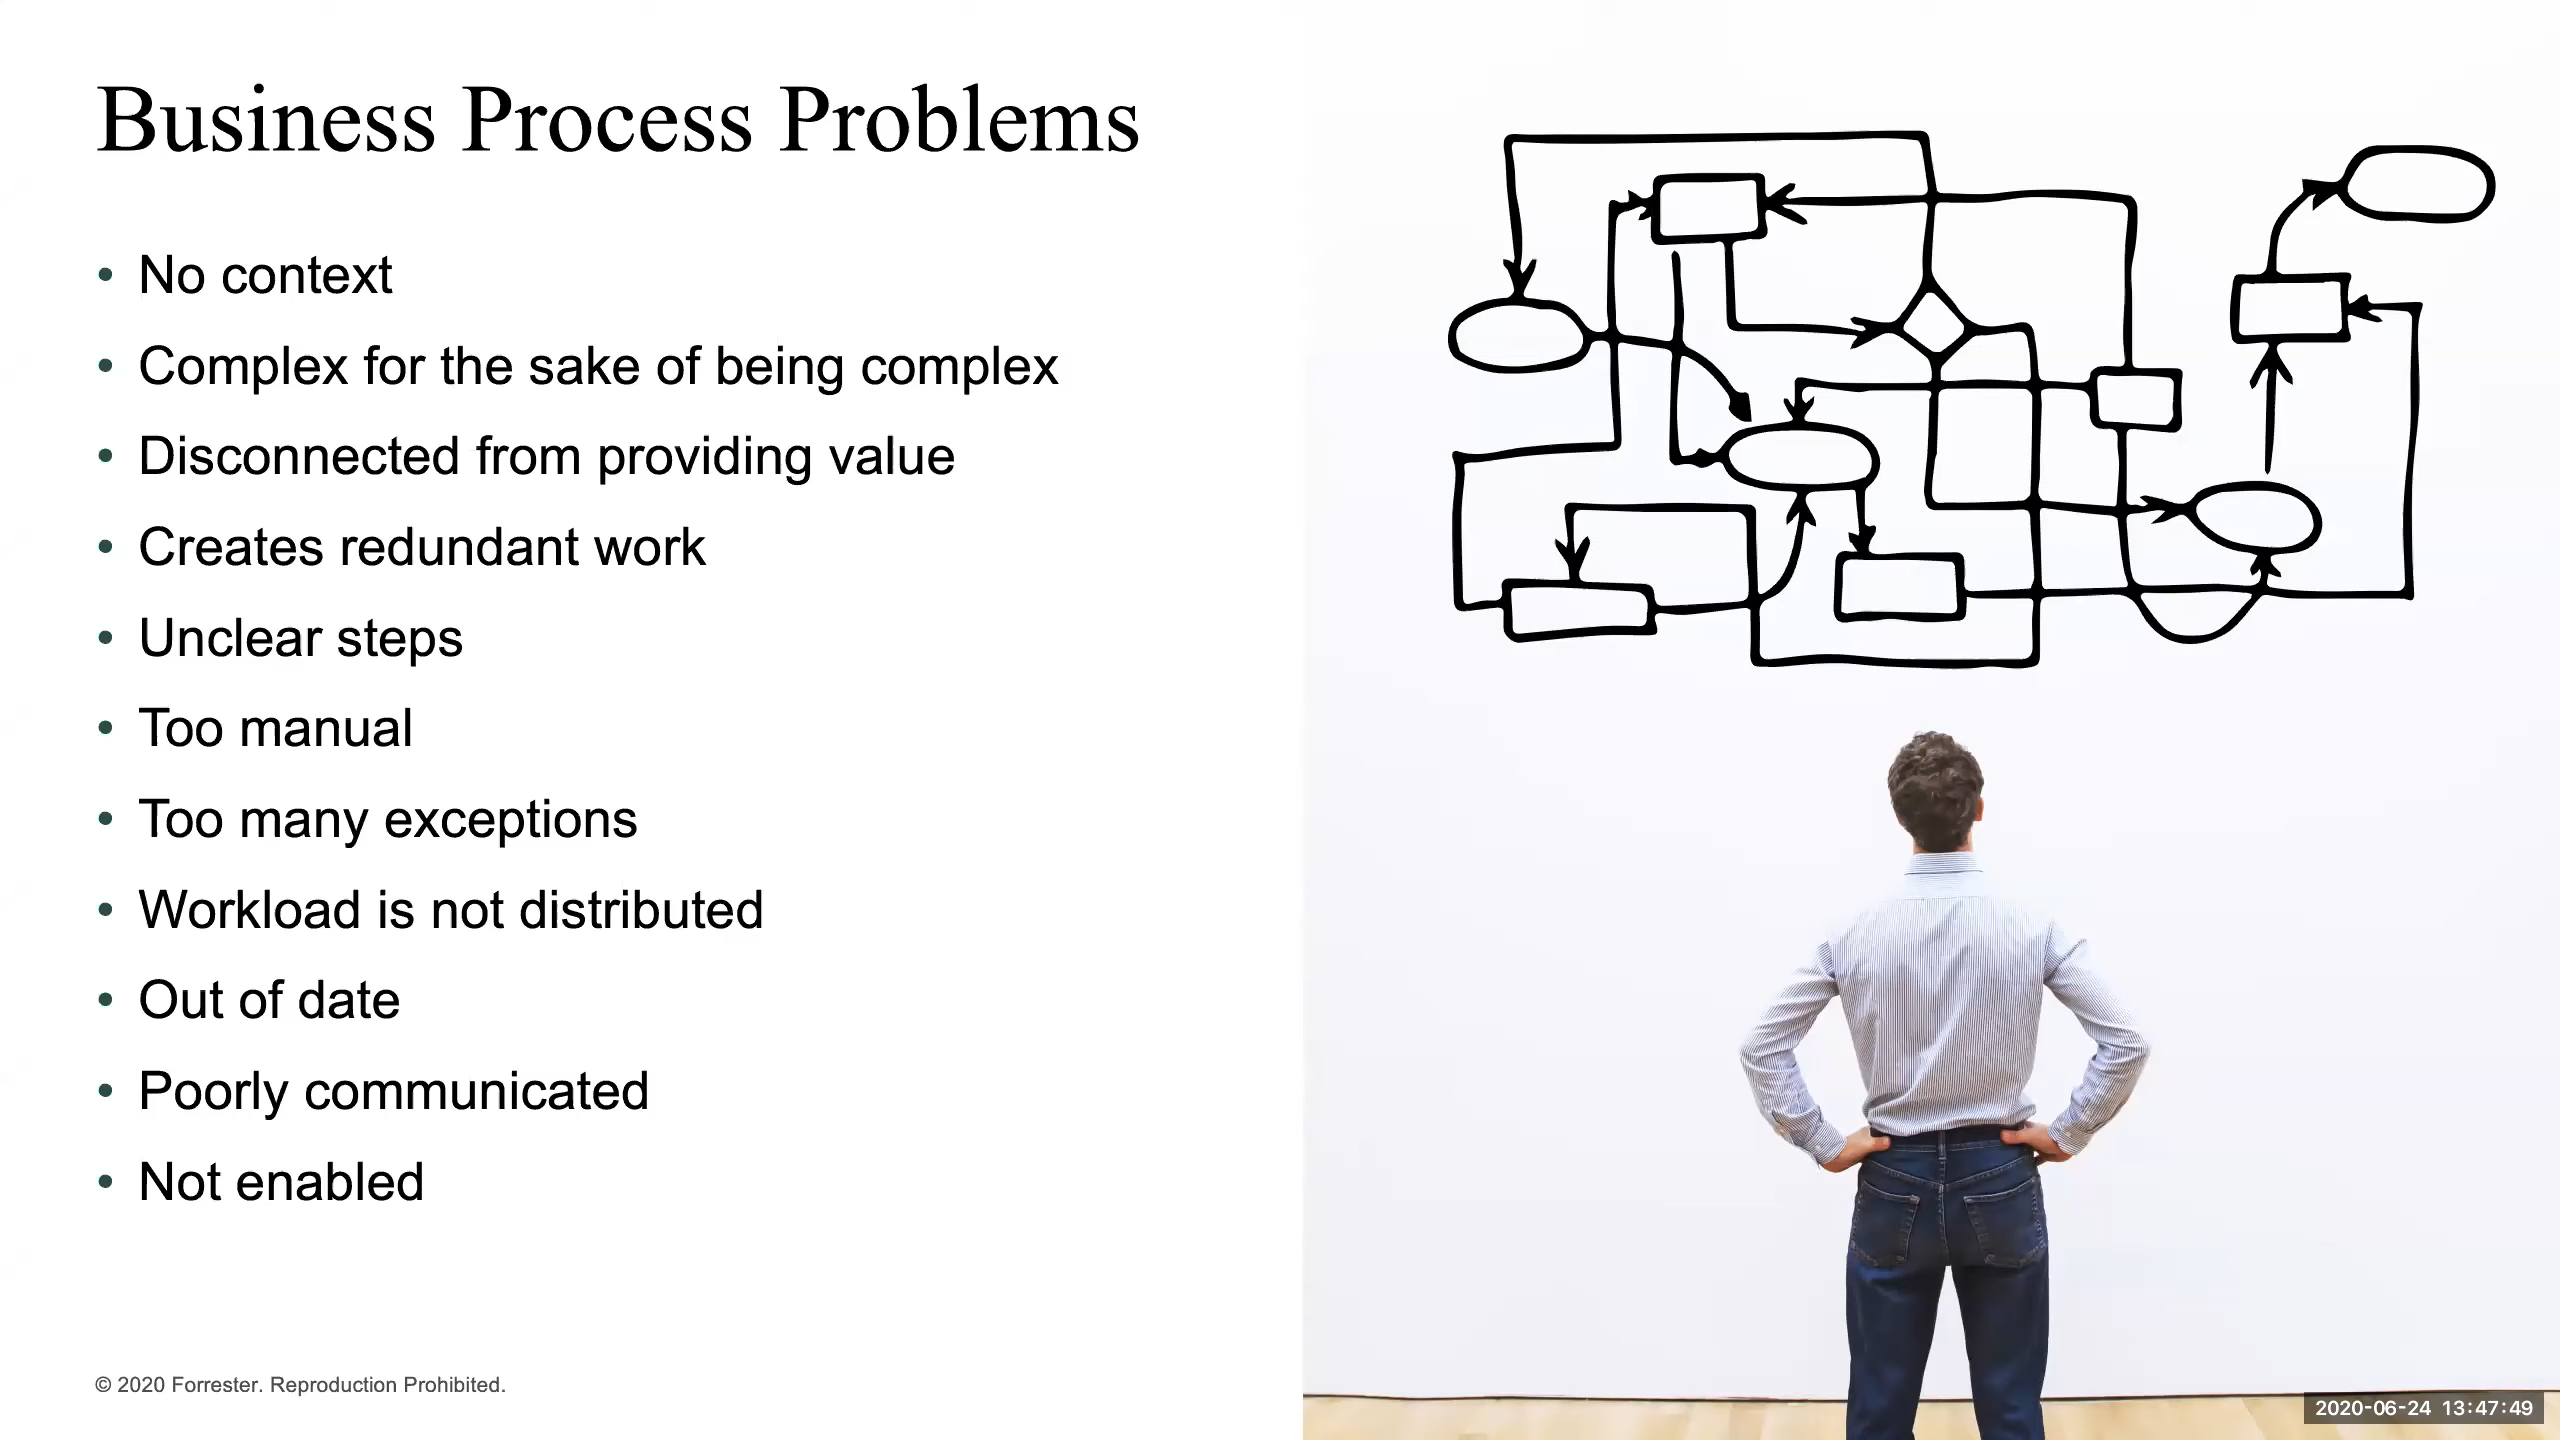 Business Process Problems
• No context
• Complex for the sake of being complex
• Disconnected from providing value
• Creates redundant work
• Unclear steps
• Too manual
• Too many exceptions
• Workload is not distributed
• Out of date
• Poorly communicated
• Not enabled
© 2020 Forrester. Reproduction Prohibited.
2020-06-24 13:47:49